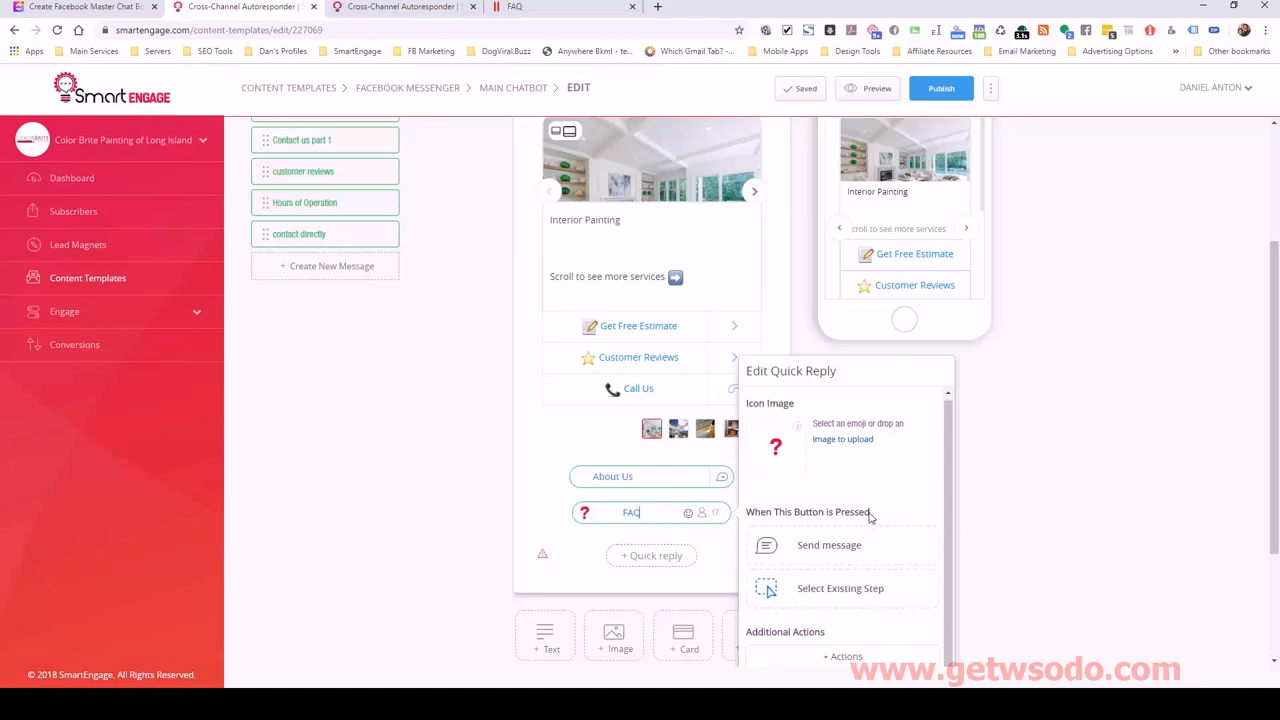 Create Facebook Master Chat Bo
Cross-Channel Autoresponder |
Cross-Channel Autoresponder |
FAQ
smartengage.com/content-templates/edit/227069
Apps
Main Services
Servers
SEO Tools
Dan's Profiles
SmartEngage
FB Marketing
DogViral.Buzz
Anywhere Bkml - te...
Which Gmail Tab? -...
Mobile Apps
Design Tools
Affiliate Resources
Email Marketing
Advertising Options
Other bookmarks
Smart ENGAGE
CONTENT TEMPLATES
FACEBOOK MESSENGER
MAIN CHATBOT
EDIT
Saved
Preview
Publish
DANIEL ANTON
Color Brite Painting of Long Island
Dashboard
Subscribers
Lead Magnets
Content Templates
Engage
Conversions
© 2018 SmartEngage. All Rights Reserved.
Contact us part 1
customer reviews
Hours of Operation
contact directly
+ Create New Message
Interior Painting
Scroll to see more services
Get Free Estimate
Customer Reviews
Call Us
About Us
FAQ
17
+ Quick reply
+ Text
+ Image
+ Card
Interior Painting
croll to see more services
Get Free Estimate
Customer Reviews
Edit Quick Reply
Icon Image
Select an emoji or drop an
Image to upload
When This Button is Pressed
Send message
Select Existing Step
Additional Actions
+ Actions
www.getwsodo.com